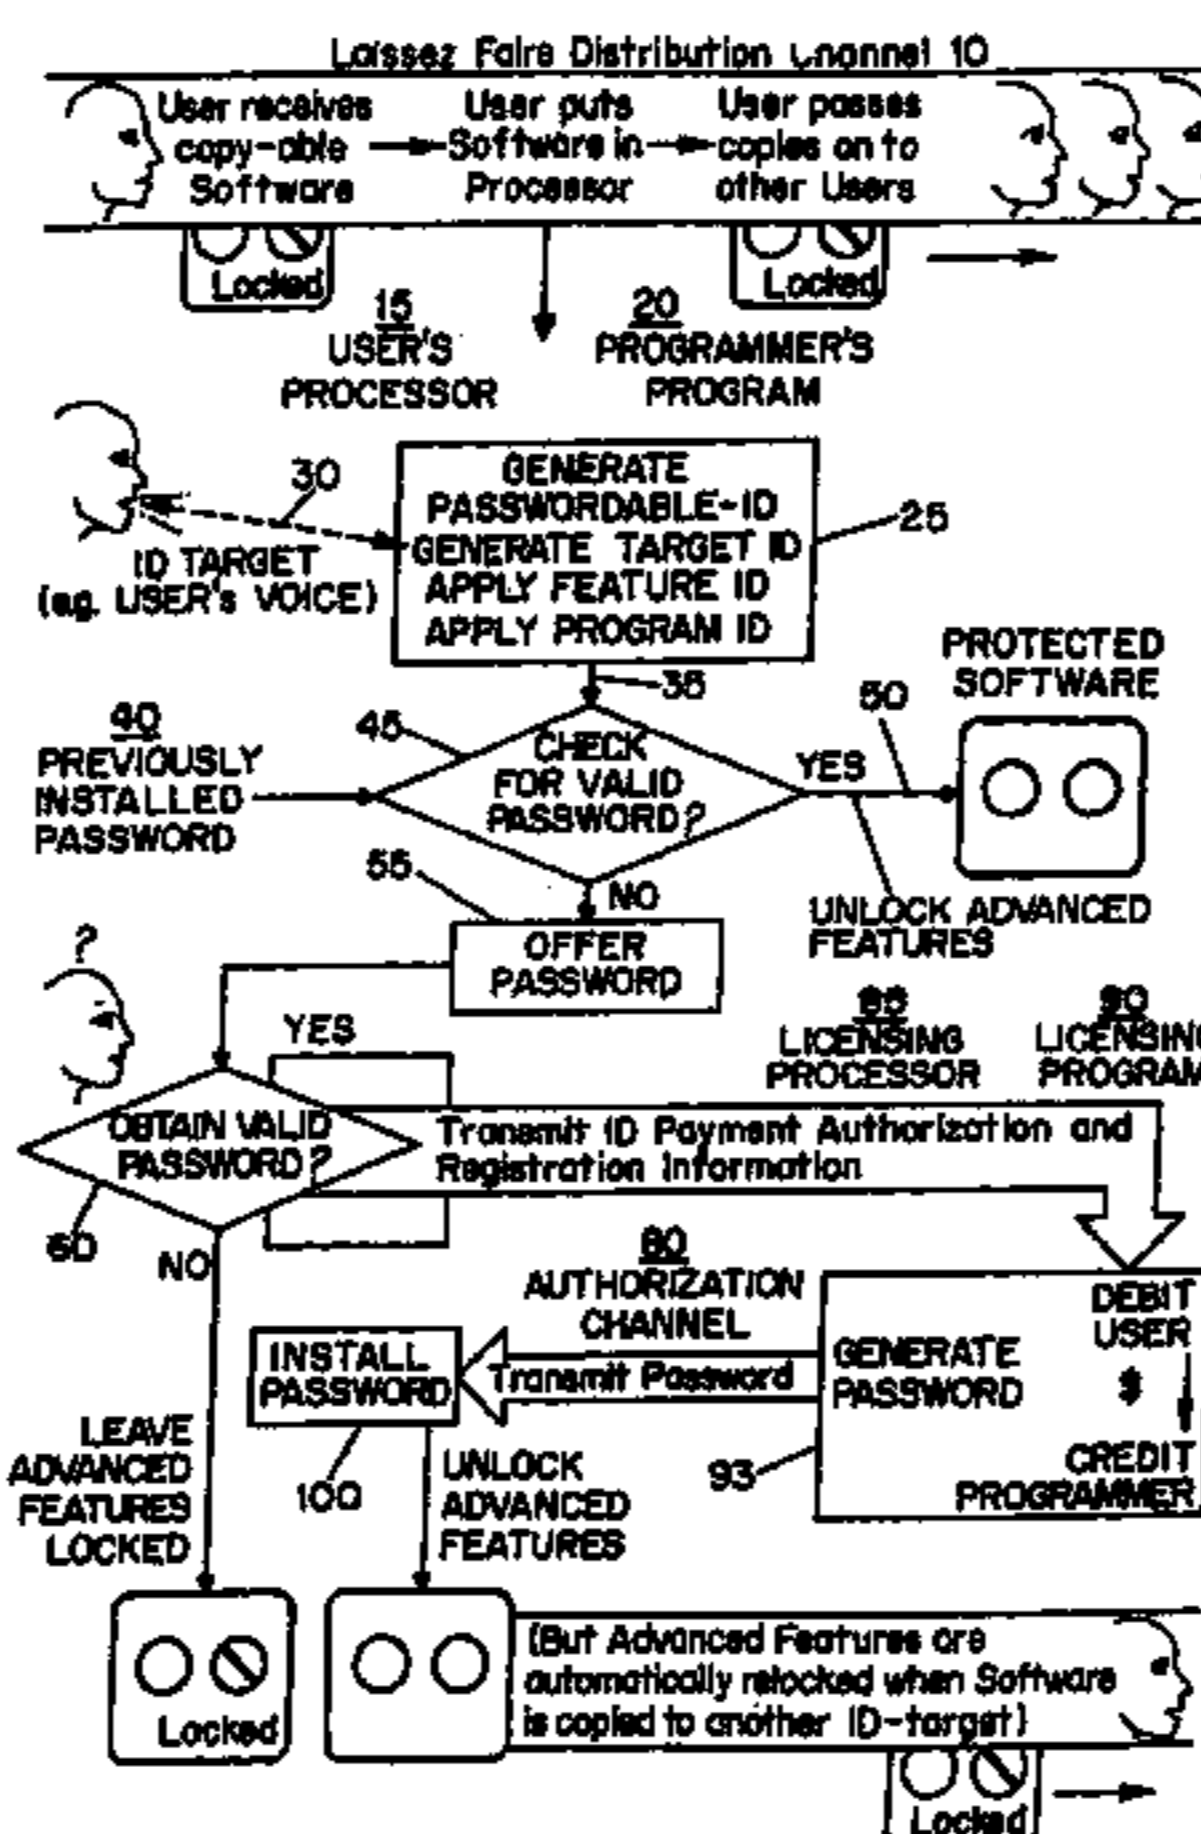 Laissez Faire Distribution Channel 10
User receives
copy-able
Software
User puts
Software in
Processor
User passes
copies on to
other Users
Locked
Locked
15
USER'S
PROCESSOR
20
PROGRAMMER'S
PROGRAM
30
ID TARGET
(eg. USER's VOICE)
GENERATE
PASSWORDABLE-ID
GENERATE TARGET ID
APPLY FEATURE ID
APPLY PROGRAM ID
25
35
PROTECTED
SOFTWARE
40
PREVIOUSLY
INSTALLED
PASSWORD
45
CHECK
FOR VALID
PASSWORD?
YES
50
UNLOCK ADVANCED
FEATURES
55
NO
OFFER
PASSWORD
?
YES
LICENSING
PROCESSOR
90
LICENSING
PROGRAM
OBTAIN VALID
PASSWORD?
Transmit ID Payment Authorization and
Registration Information
60
NO
80
AUTHORIZATION
CHANNEL
INSTALL
PASSWORD
Transmit Password
GENERATE
PASSWORD
DEBIT
USER
$
CREDIT
PROGRAMMER
93
100
LEAVE
ADVANCED
FEATURES
LOCKED
UNLOCK
ADVANCED
FEATURES
Locked
(But Advanced Features are
automatically relocked when Software
is copied to another ID-target)
Locked